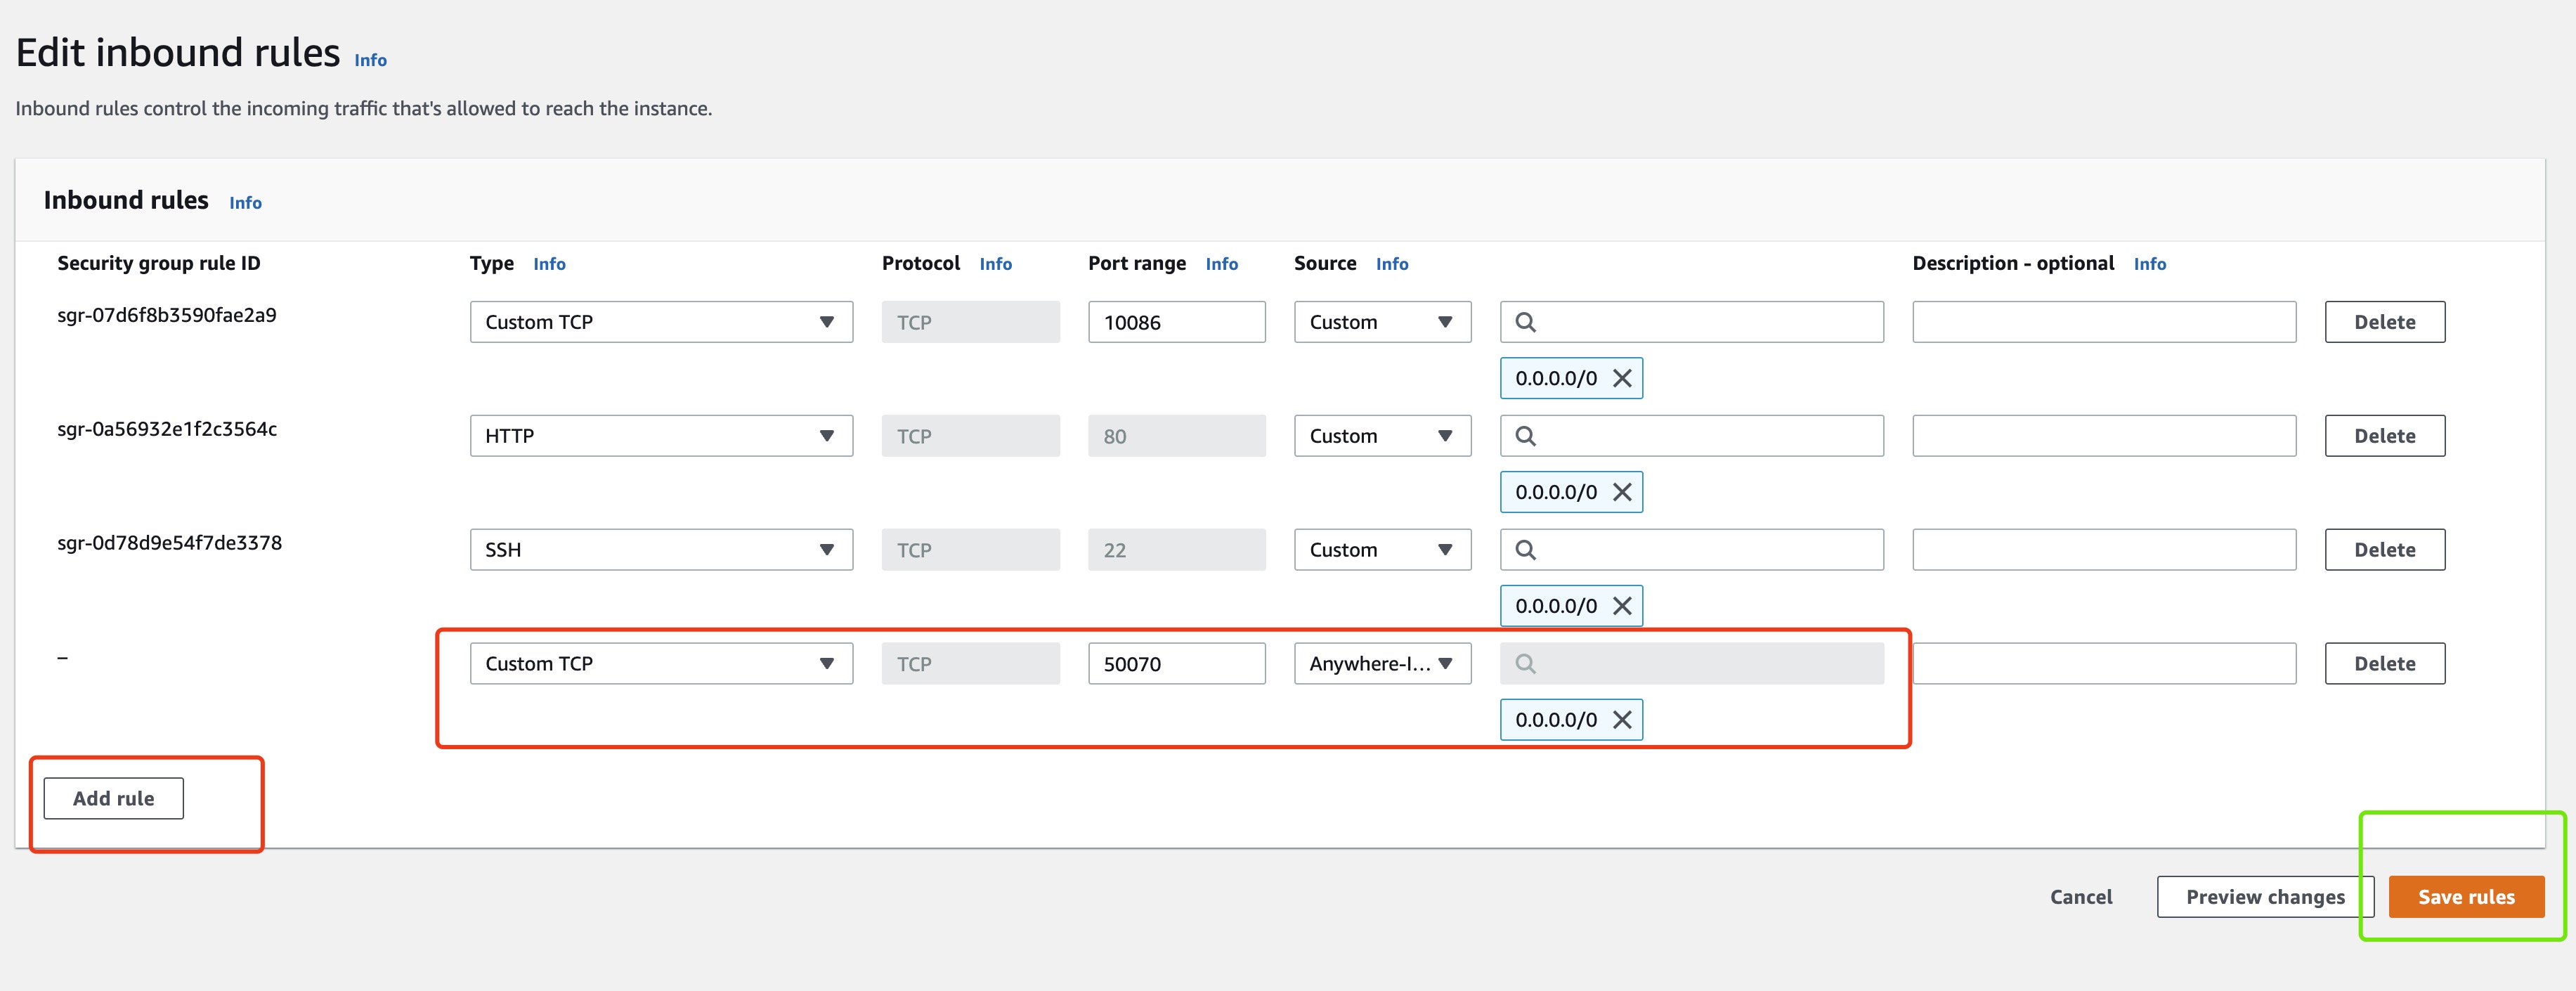 Edit inbound rules Info
Inbound rules control the incoming traffic that's allowed to reach the instance.
Inbound rules Info
Security group rule ID Type Info Protocol Info Port range Info Source Info Description - optional Info
sgr-07d6f8b3590fae2a9 Custom TCP TCP 10086 Custom Delete
0.0.0.0/0
sgr-0a56932e1f2c3564c HTTP TCP 80 Custom Delete
0.0.0.0/0
sgr-0d78d9e54f7de3378 SSH TCP 22 Custom Delete
0.0.0.0/0
– Custom TCP TCP 50070 Anywhere-I... Delete
0.0.0.0/0
Add rule
Cancel Preview changes Save rules